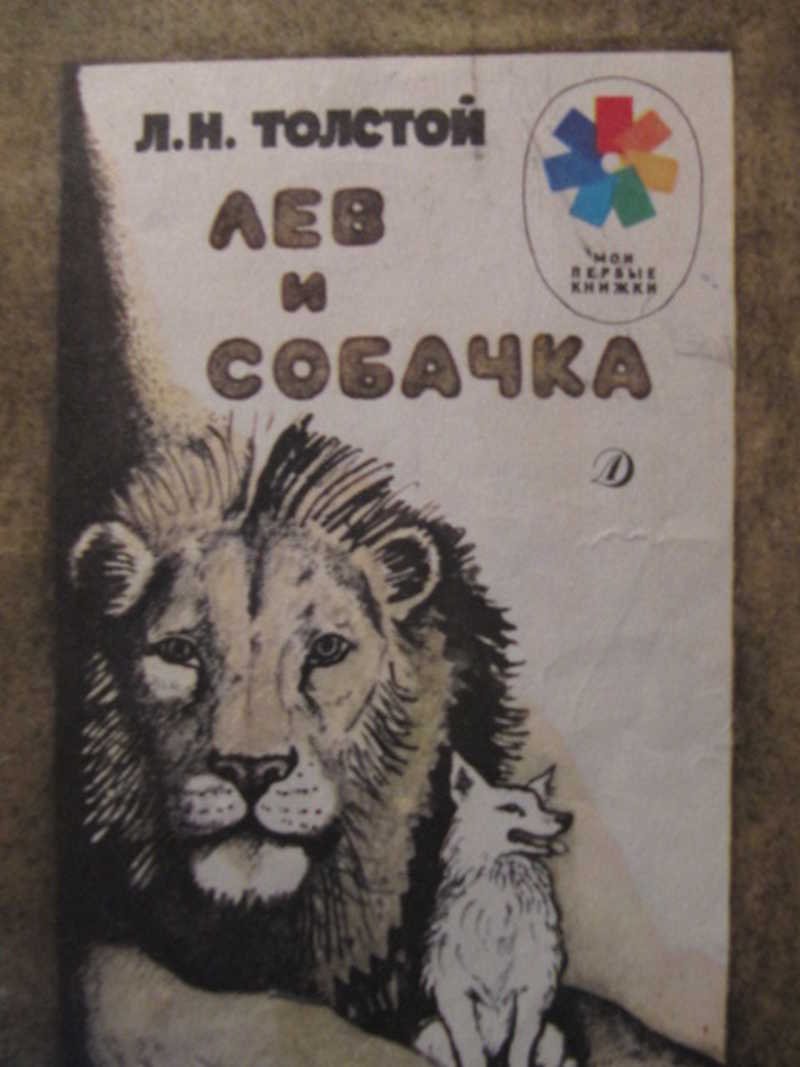 Л.Н. ТОЛСТОЙ
ЛЕВ
И
СОБАЧКА
МОИ
ПЕРВЫЕ
КНИЖКИ
Д